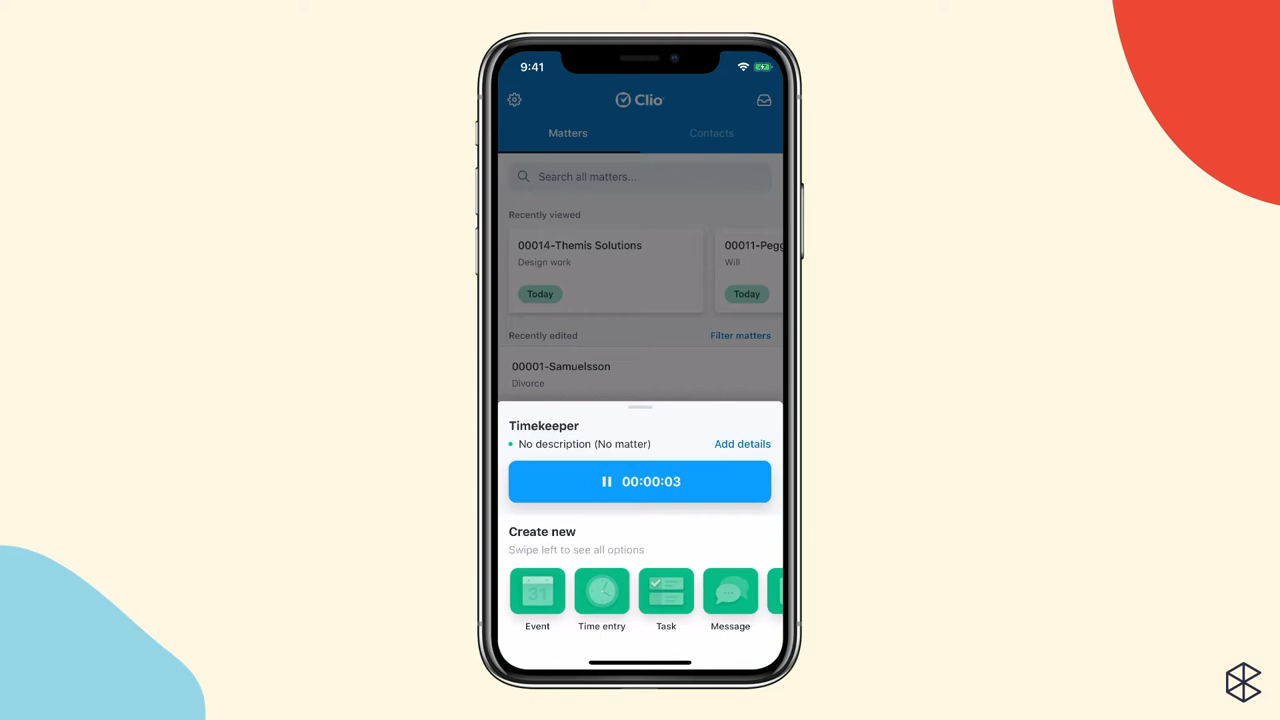 9:41
Clio
Matters
Contacts
Search all matters...
Recently viewed
00014-Themis Solutions
Design work
Today
00011-Pegg
Will
Today
Recently edited
Filter matters
00001-Samuelsson
Divorce
Timekeeper
No description (No matter)
Add details
00:00:03
Create new
Swipe left to see all options
31
Event
Time entry
Task
Message